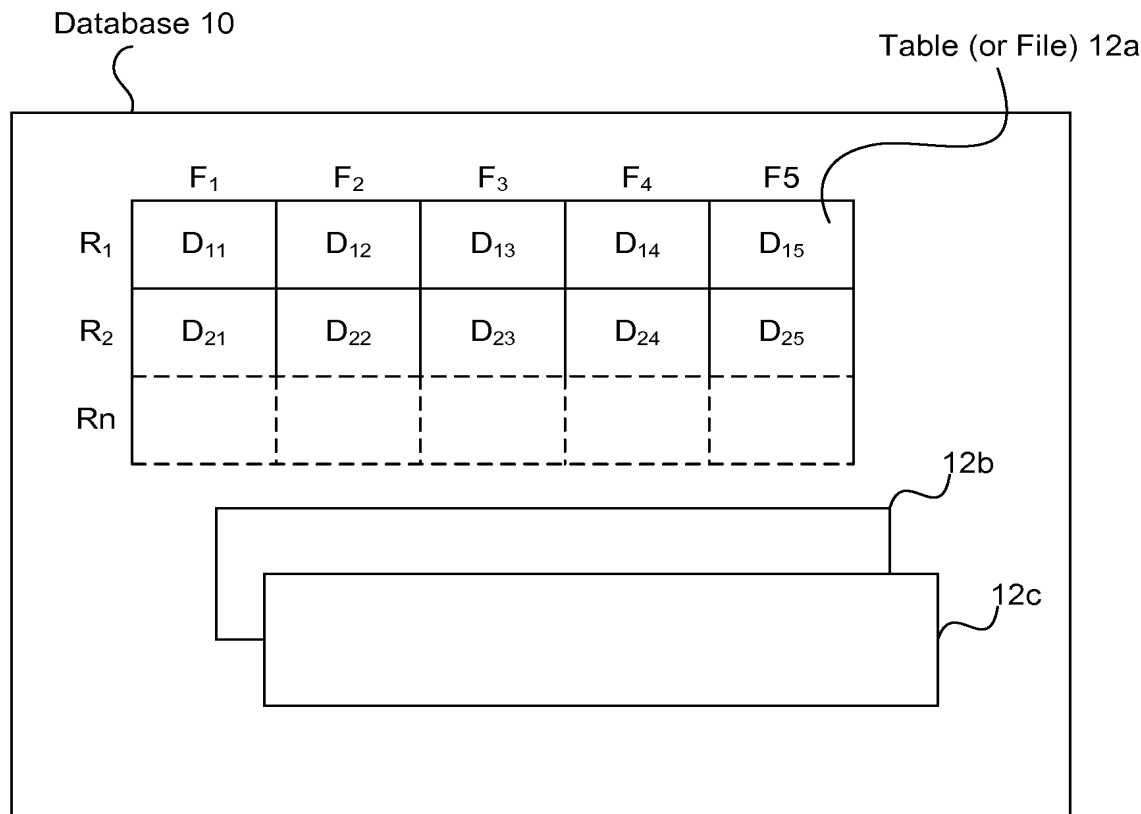 Database 10
Table (or File) 12a
F₁ F₂ F₃ F₄ F5
R₁ D₁₁ D₁₂ D₁₃ D₁₄ D₁₅
R₂ D₂₁ D₂₂ D₂₃ D₂₄ D₂₅
Rn
12b
12c